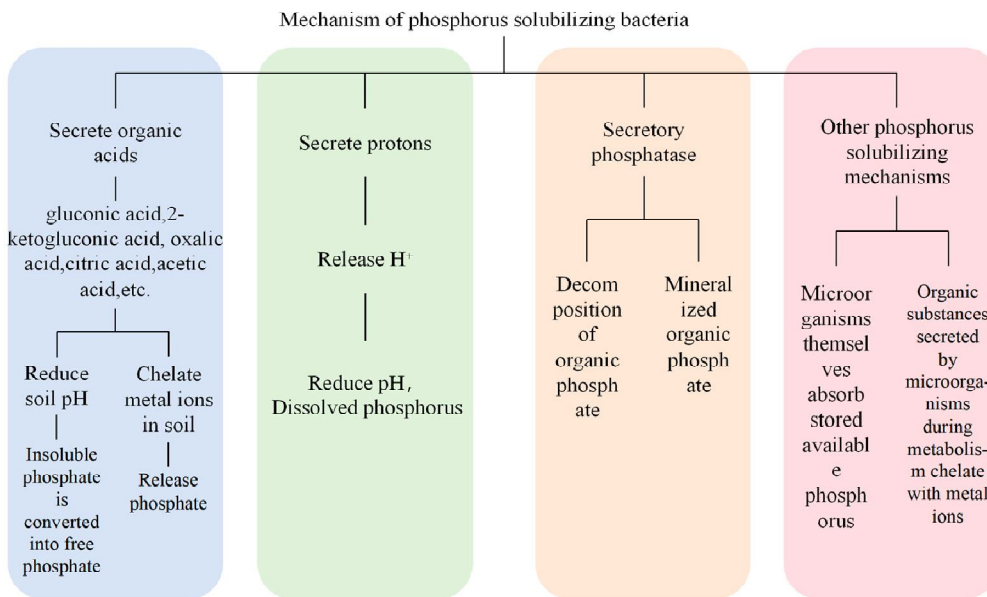 Mechanism of phosphorus solubilizing bacteria
Secrete organic
acids
gluconic acid,2-
ketogluconic acid, oxalic
acid,citric acid,acetic
acid,etc.
Reduce
soil pH
Insoluble
phosphate
is
converted
into free
phosphate
Chelate
metal ions
in soil
Release
phosphate
Secrete protons
Release H⁺
Reduce pH,
Dissolved phosphorus
Secretory
phosphatase
Decom
position
of
organic
phosph
ate
Mineral
ized
organic
phosph
ate
Other phosphorus
solubilizing
mechanisms
Microor
ganisms
themsel
ves
absorb
stored
availabl
e
phosph
orus
Organic
substances
secreted
by
microorga-
nisms
during
metabolis-
m chelate
with metal
ions